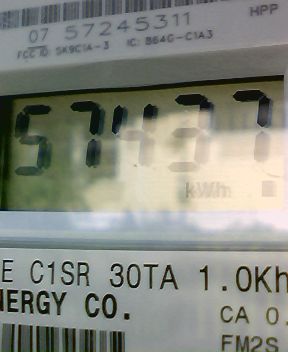 HPP
07 57245311
FCC ID: SK9C1A-3 IC: 864G-C1A3
57437
kWh
E C1SR 30TA 1.0Kh
NERGY CO.
CA 0.
FM2S